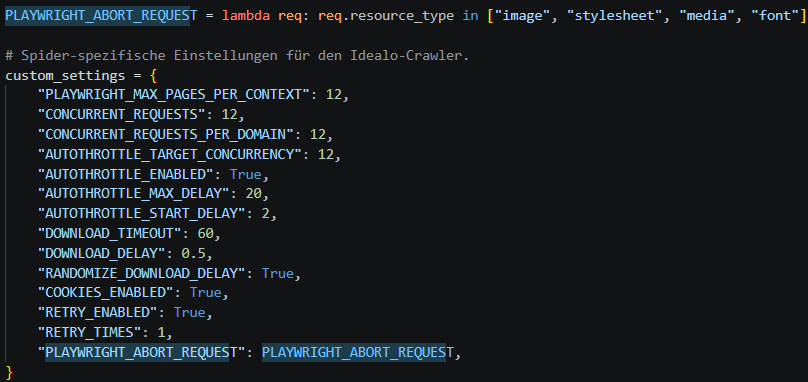 PLAYWRIGHT_ABORT_REQUEST = lambda req: req.resource_type in ["image", "stylesheet", "media", "font"]
# Spider-spezifische Einstellungen für den Idealo-Crawler.
custom_settings = {
    "PLAYWRIGHT_MAX_PAGES_PER_CONTEXT": 12,
    "CONCURRENT_REQUESTS": 12,
    "CONCURRENT_REQUESTS_PER_DOMAIN": 12,
    "AUTOTHROTTLE_TARGET_CONCURRENCY": 12,
    "AUTOTHROTTLE_ENABLED": True,
    "AUTOTHROTTLE_MAX_DELAY": 20,
    "AUTOTHROTTLE_START_DELAY": 2,
    "DOWNLOAD_TIMEOUT": 60,
    "DOWNLOAD_DELAY": 0.5,
    "RANDOMIZE_DOWNLOAD_DELAY": True,
    "COOKIES_ENABLED": True,
    "RETRY_ENABLED": True,
    "RETRY_TIMES": 1,
    "PLAYWRIGHT_ABORT_REQUEST": PLAYWRIGHT_ABORT_REQUEST,
}